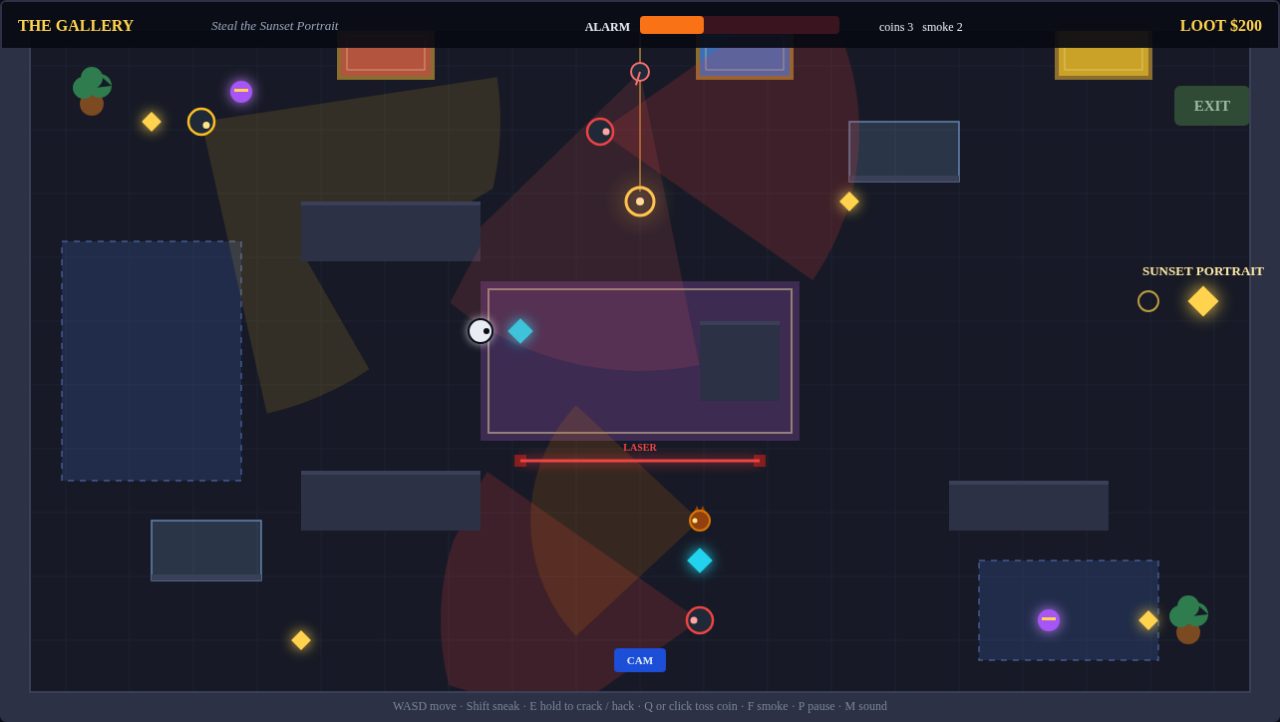 THE GALLERY
Steal the Sunset Portrait
ALARM
coins 3 smoke 2
LOOT $200
EXIT
SUNSET PORTRAIT
LASER
CAM
WASD move · Shift sneak · E hold to crack / hack · Q or click toss coin · F smoke · P pause · M sound